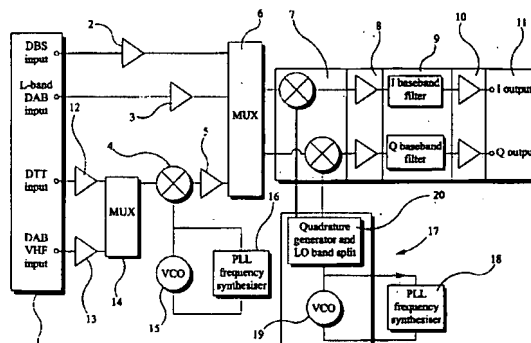 6
7
8
9
10
11
2
DBS
input
L-band
DAB
input
3
MUX
I baseband
filter
I output
12
4
5
Q baseband
filter
Q output
DTT
input
MUX
16
20
Quadrature
generator and
LO band split
17
DAB
VHF
input
VCO
PLL
frequency
synthesiser
18
13
14
15
19
VCO
PLL
frequency
synthesiser